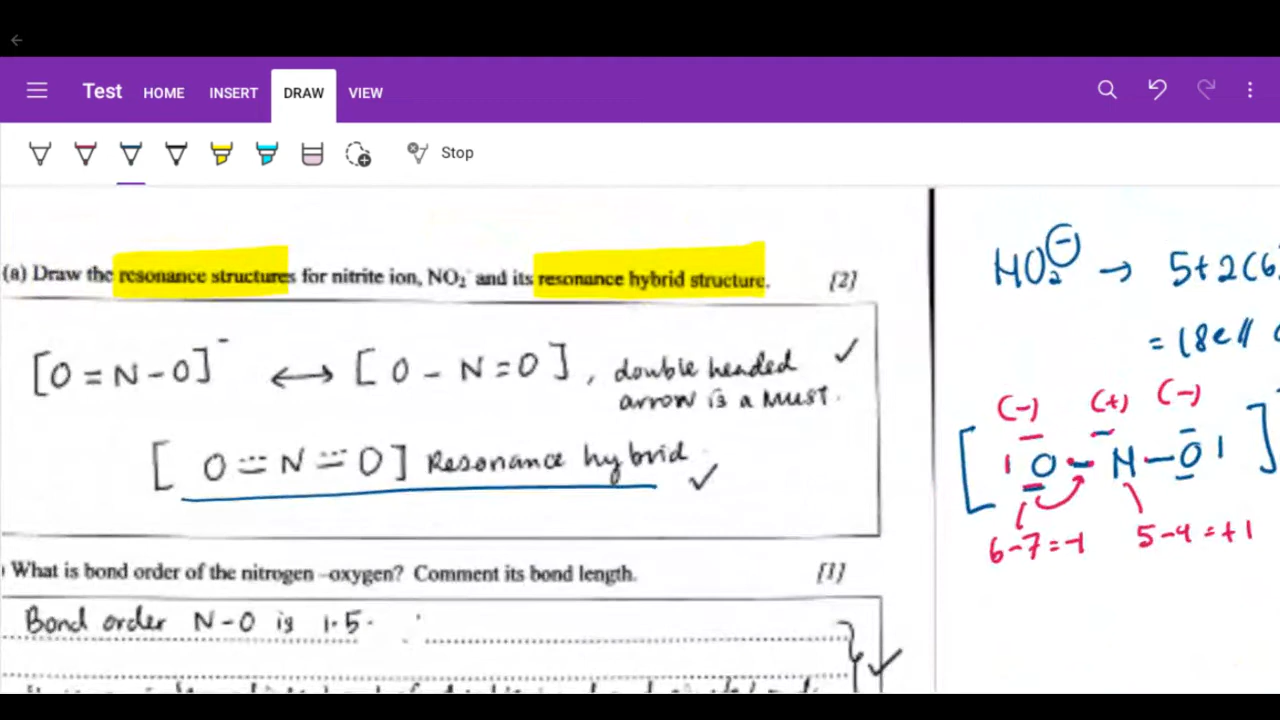 Test HOME INSERT DRAW VIEW
Stop
(a) Draw the resonance structures for nitrite ion, NO₂⁻ and its resonance hybrid structure. [2]
[O = N - O]⁻ ⟷ [ O - N = O ] , double headed
arrow is a must.
[ O ⩧ N ⩧ O ] Resonance hybrid
) What is bond order of the nitrogen –oxygen? Comment its bond length. [1]
Bond order N-O is 1.5.
NO₂⁻ → 5+2(6
= 18e//
(-) (+) (-)
[ |O - N - O| ]
6-7=-1 5-4=+1